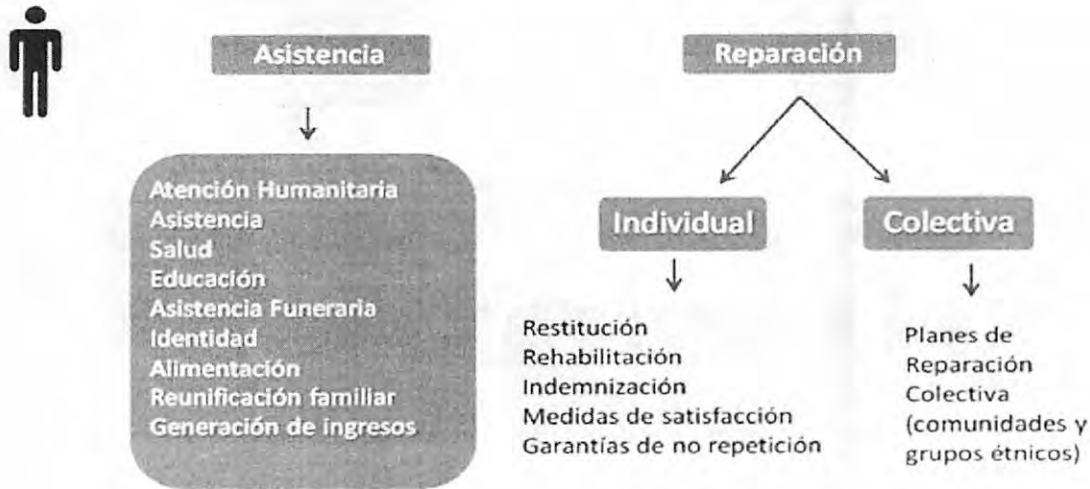 Asistencia
Atención Humanitaria
Asistencia
Salud
Educación
Asistencia Funeraria
Identidad
Alimentación
Reunificación familiar
Generación de ingresos
Reparación
Individual
Restitución
Rehabilitación
Indemnización
Medidas de satisfacción
Garantías de no repetición
Colectiva
Planes de
Reparación
Colectiva
(comunidades y
grupos étnicos)